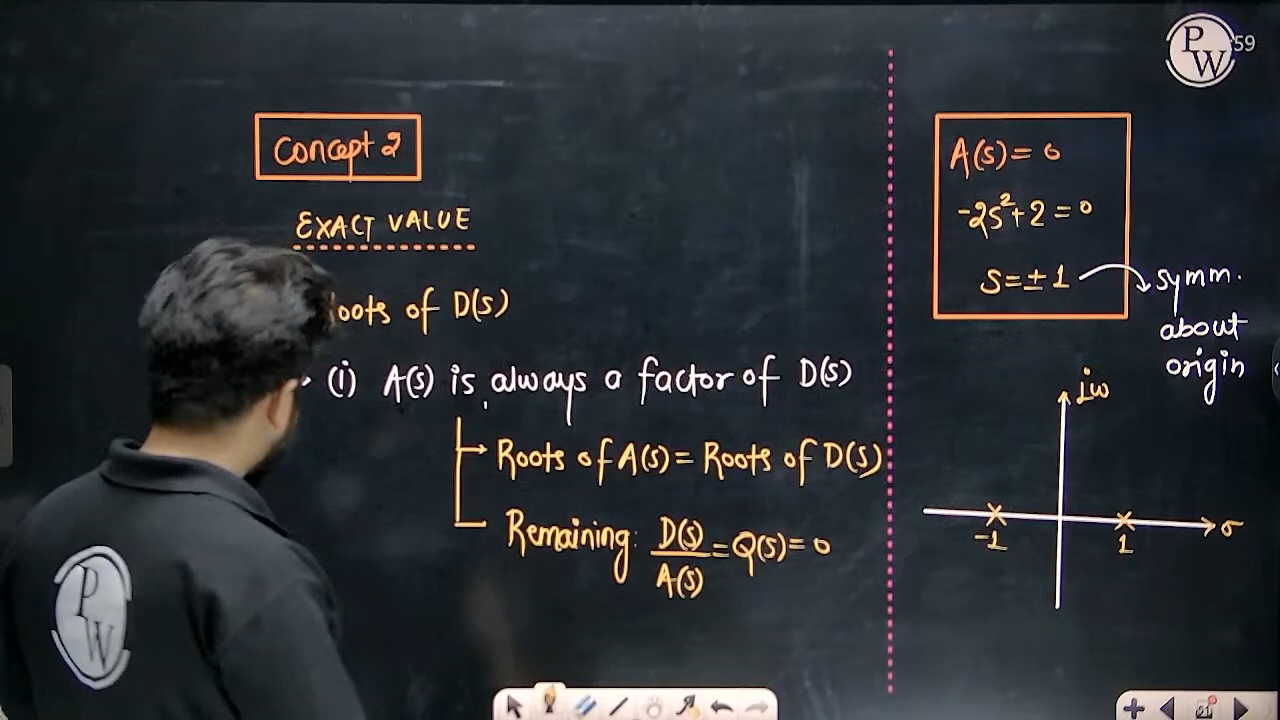 PW
59
Concept 2
EXACT VALUE
oots of D(s)
(i) A(s) is always a factor of D(s)
Roots of A(s) = Roots of D(s)
Remaining: D(s)/A(s) = Q(s) = 0
A(s) = 0
-2s²+2 = 0
s = ± 1
symm.
about
origin
jω
σ
-1
1
PW